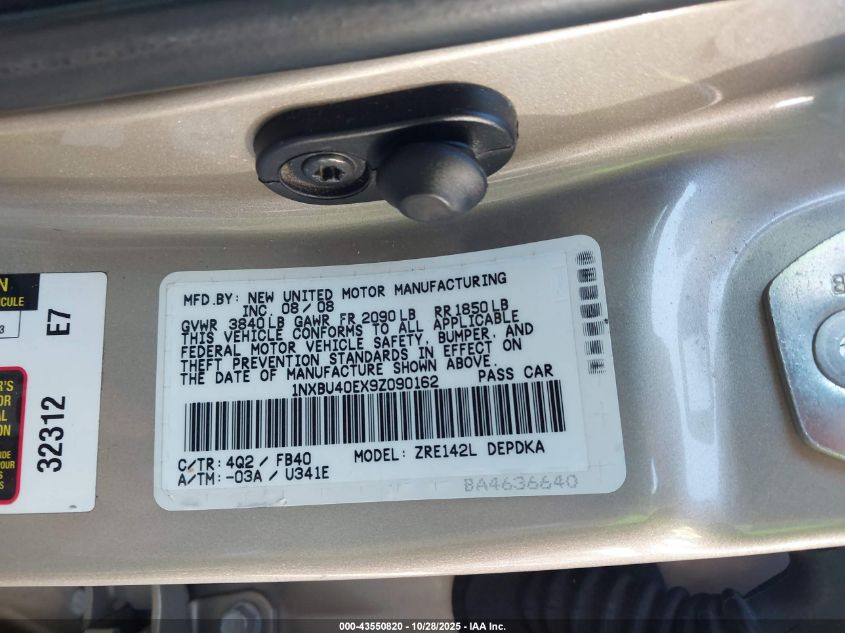 MFD.BY: NEW UNITED MOTOR MANUFACTURING
INC. 08/08
GVWR 3840LB GAWR FR 2090LB RR 1850LB
THIS VEHICLE CONFORMS TO ALL APPLICABLE
FEDERAL MOTOR VEHICLE SAFETY, BUMPER, AND
THEFT PREVENTION STANDARDS IN EFFECT ON
THE DATE OF MANUFACTURE SHOWN ABOVE.
1NXBU40EX9Z090162 PASS CAR
C/TR: 4Q2 / FB40 MODEL: ZRE142L DEPDKA
A/TM: -03A / U341E
BA4636640
E7
32312
000-43550820 - 10/28/2025 - IAA Inc.